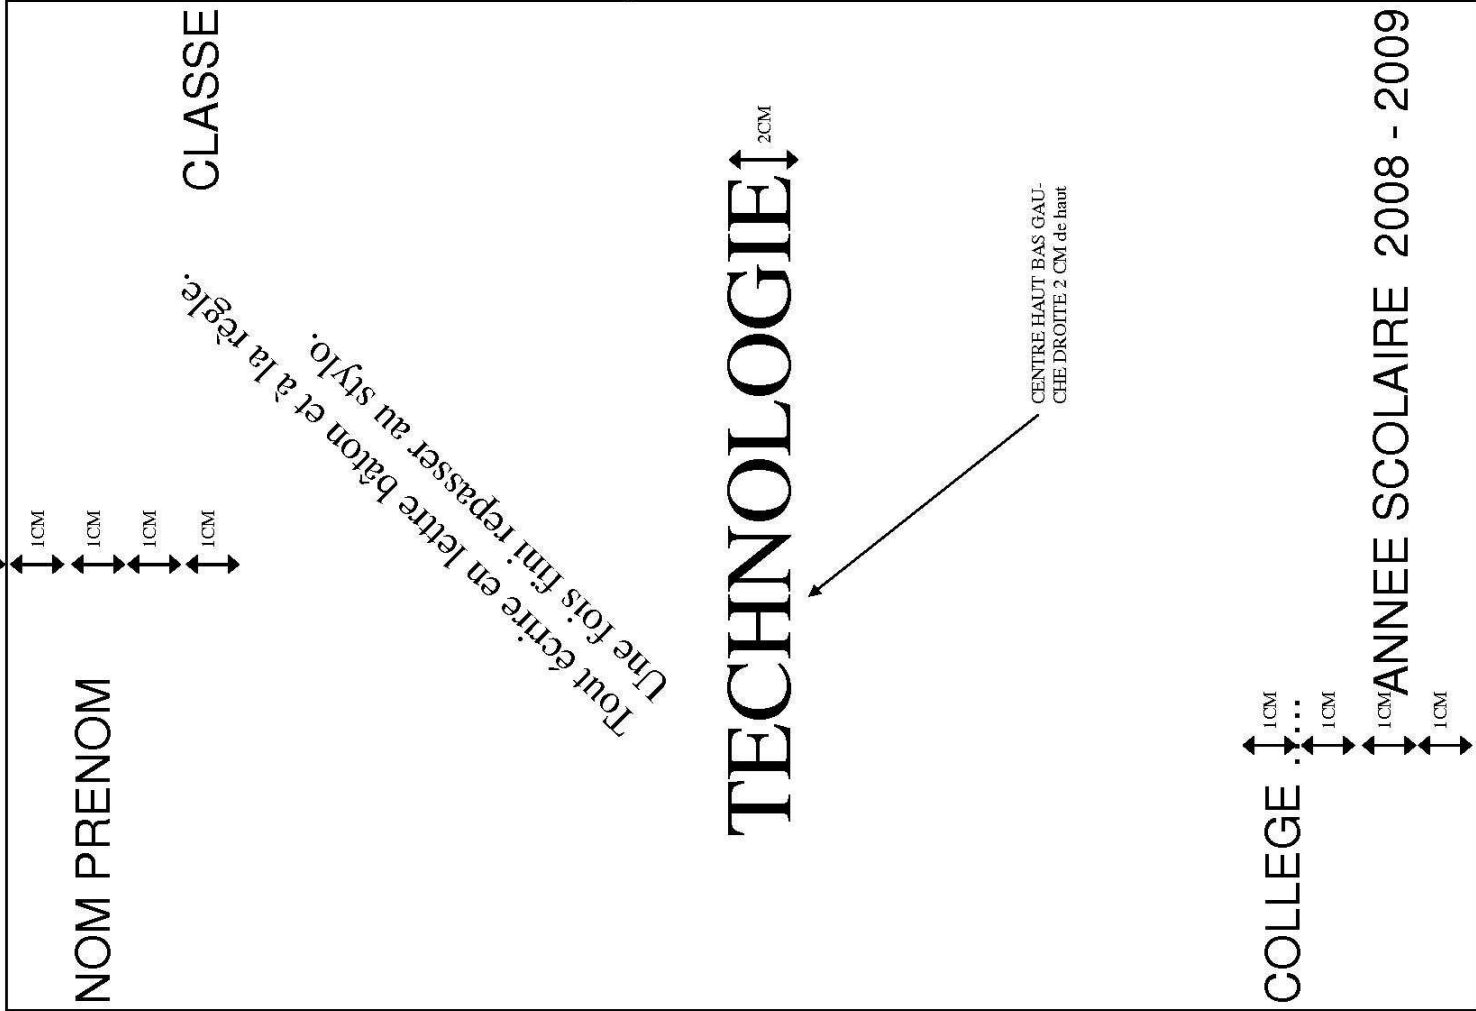 1CM
1CM
NOM PRENOM
1CM
1CM
CLASSE
Tout écrire en lettre bâton et à la règle.
Une fois fini repasser au stylo.
TECHNOLOGIE
2CM
CENTRE HAUT BAS GAU-
CHE DROITE 2 CM de haut
1CM
COLLEGE ......
1CM
1CM
ANNEE SCOLAIRE 2008 - 2009
1CM